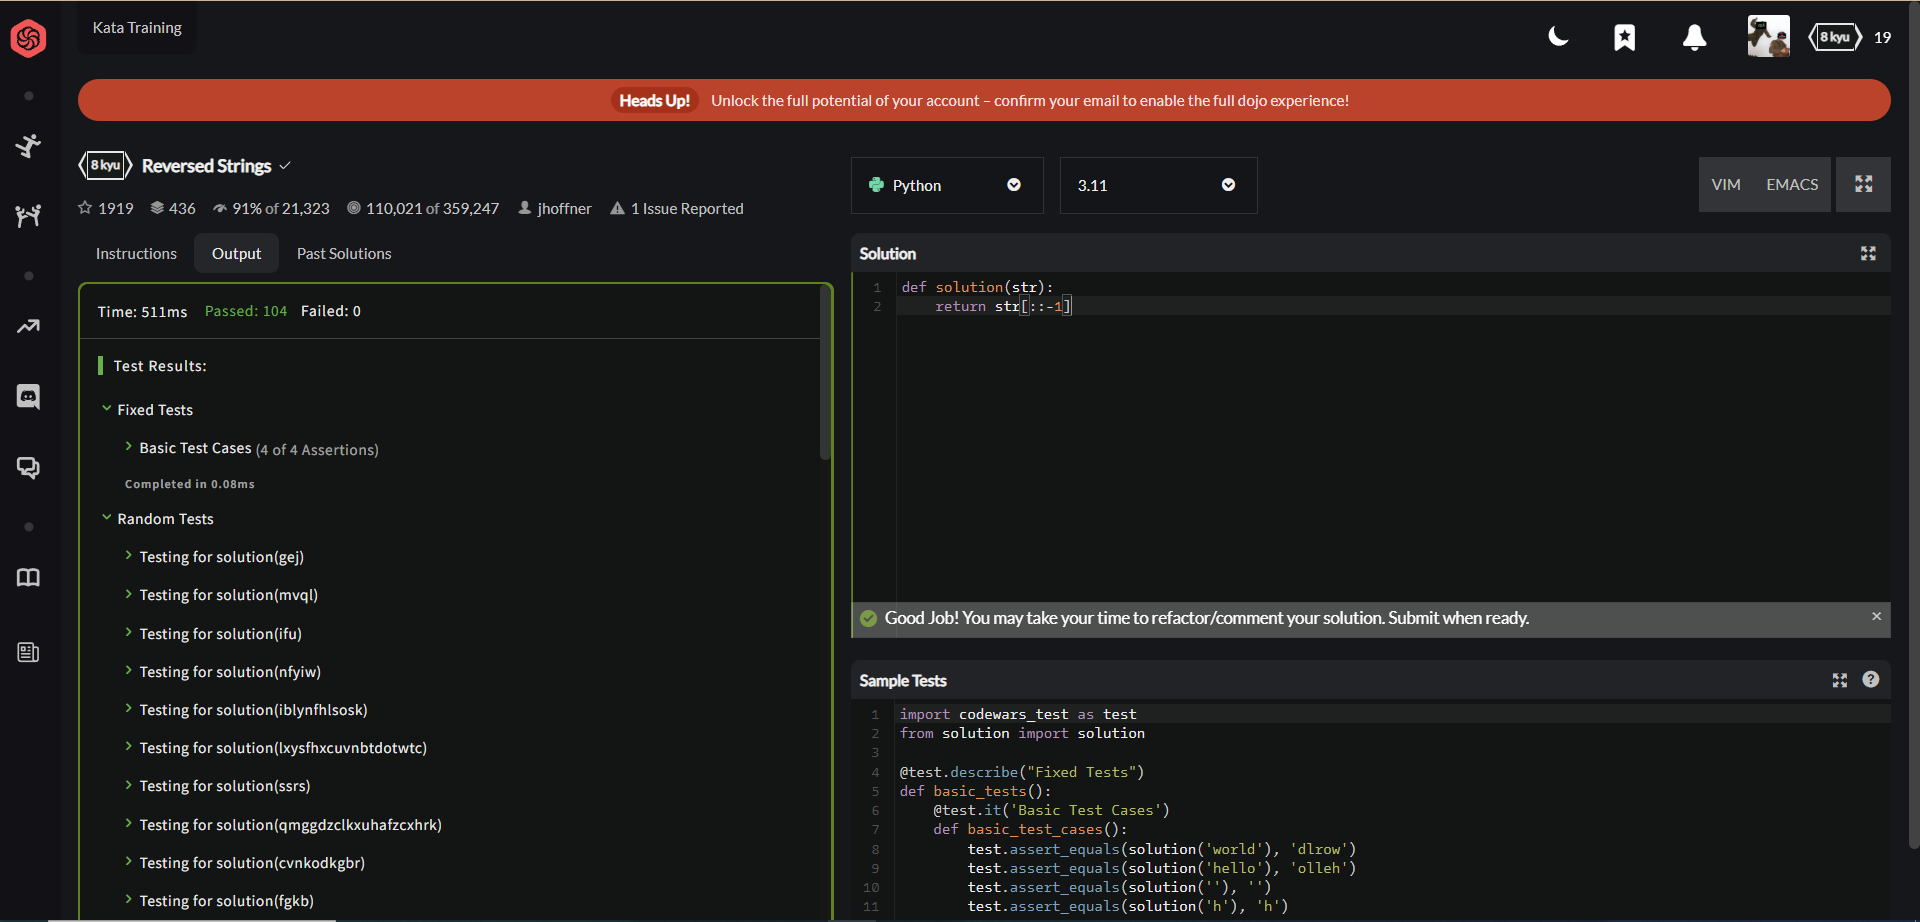 Kata Training
8 kyu 19
Heads Up! Unlock the full potential of your account – confirm your email to enable the full dojo experience!
8 kyu Reversed Strings
1919 436 91% of 21,323 110,021 of 359,247 jhoffner 1 Issue Reported
Instructions Output Past Solutions
Time: 511ms Passed: 104 Failed: 0
Test Results:
Fixed Tests
Basic Test Cases (4 of 4 Assertions)
Completed in 0.08ms
Random Tests
Testing for solution(gej)
Testing for solution(mvql)
Testing for solution(ifu)
Testing for solution(nfyiw)
Testing for solution(iblynfhlsosk)
Testing for solution(lxysfhxcuvnbtdotwtc)
Testing for solution(ssrs)
Testing for solution(qmggdzclkxuhafzcxhrk)
Testing for solution(cvnkodkgbr)
Testing for solution(fgkb)
Python 3.11 VIM EMACS
Solution
1 def solution(str):
2     return str[::-1]
Good Job! You may take your time to refactor/comment your solution. Submit when ready. ×
Sample Tests ?
1 import codewars_test as test
2 from solution import solution
3
4 @test.describe("Fixed Tests")
5 def basic_tests():
6     @test.it('Basic Test Cases')
7     def basic_test_cases():
8         test.assert_equals(solution('world'), 'dlrow')
9         test.assert_equals(solution('hello'), 'olleh')
10         test.assert_equals(solution(''), '')
11         test.assert_equals(solution('h'), 'h')